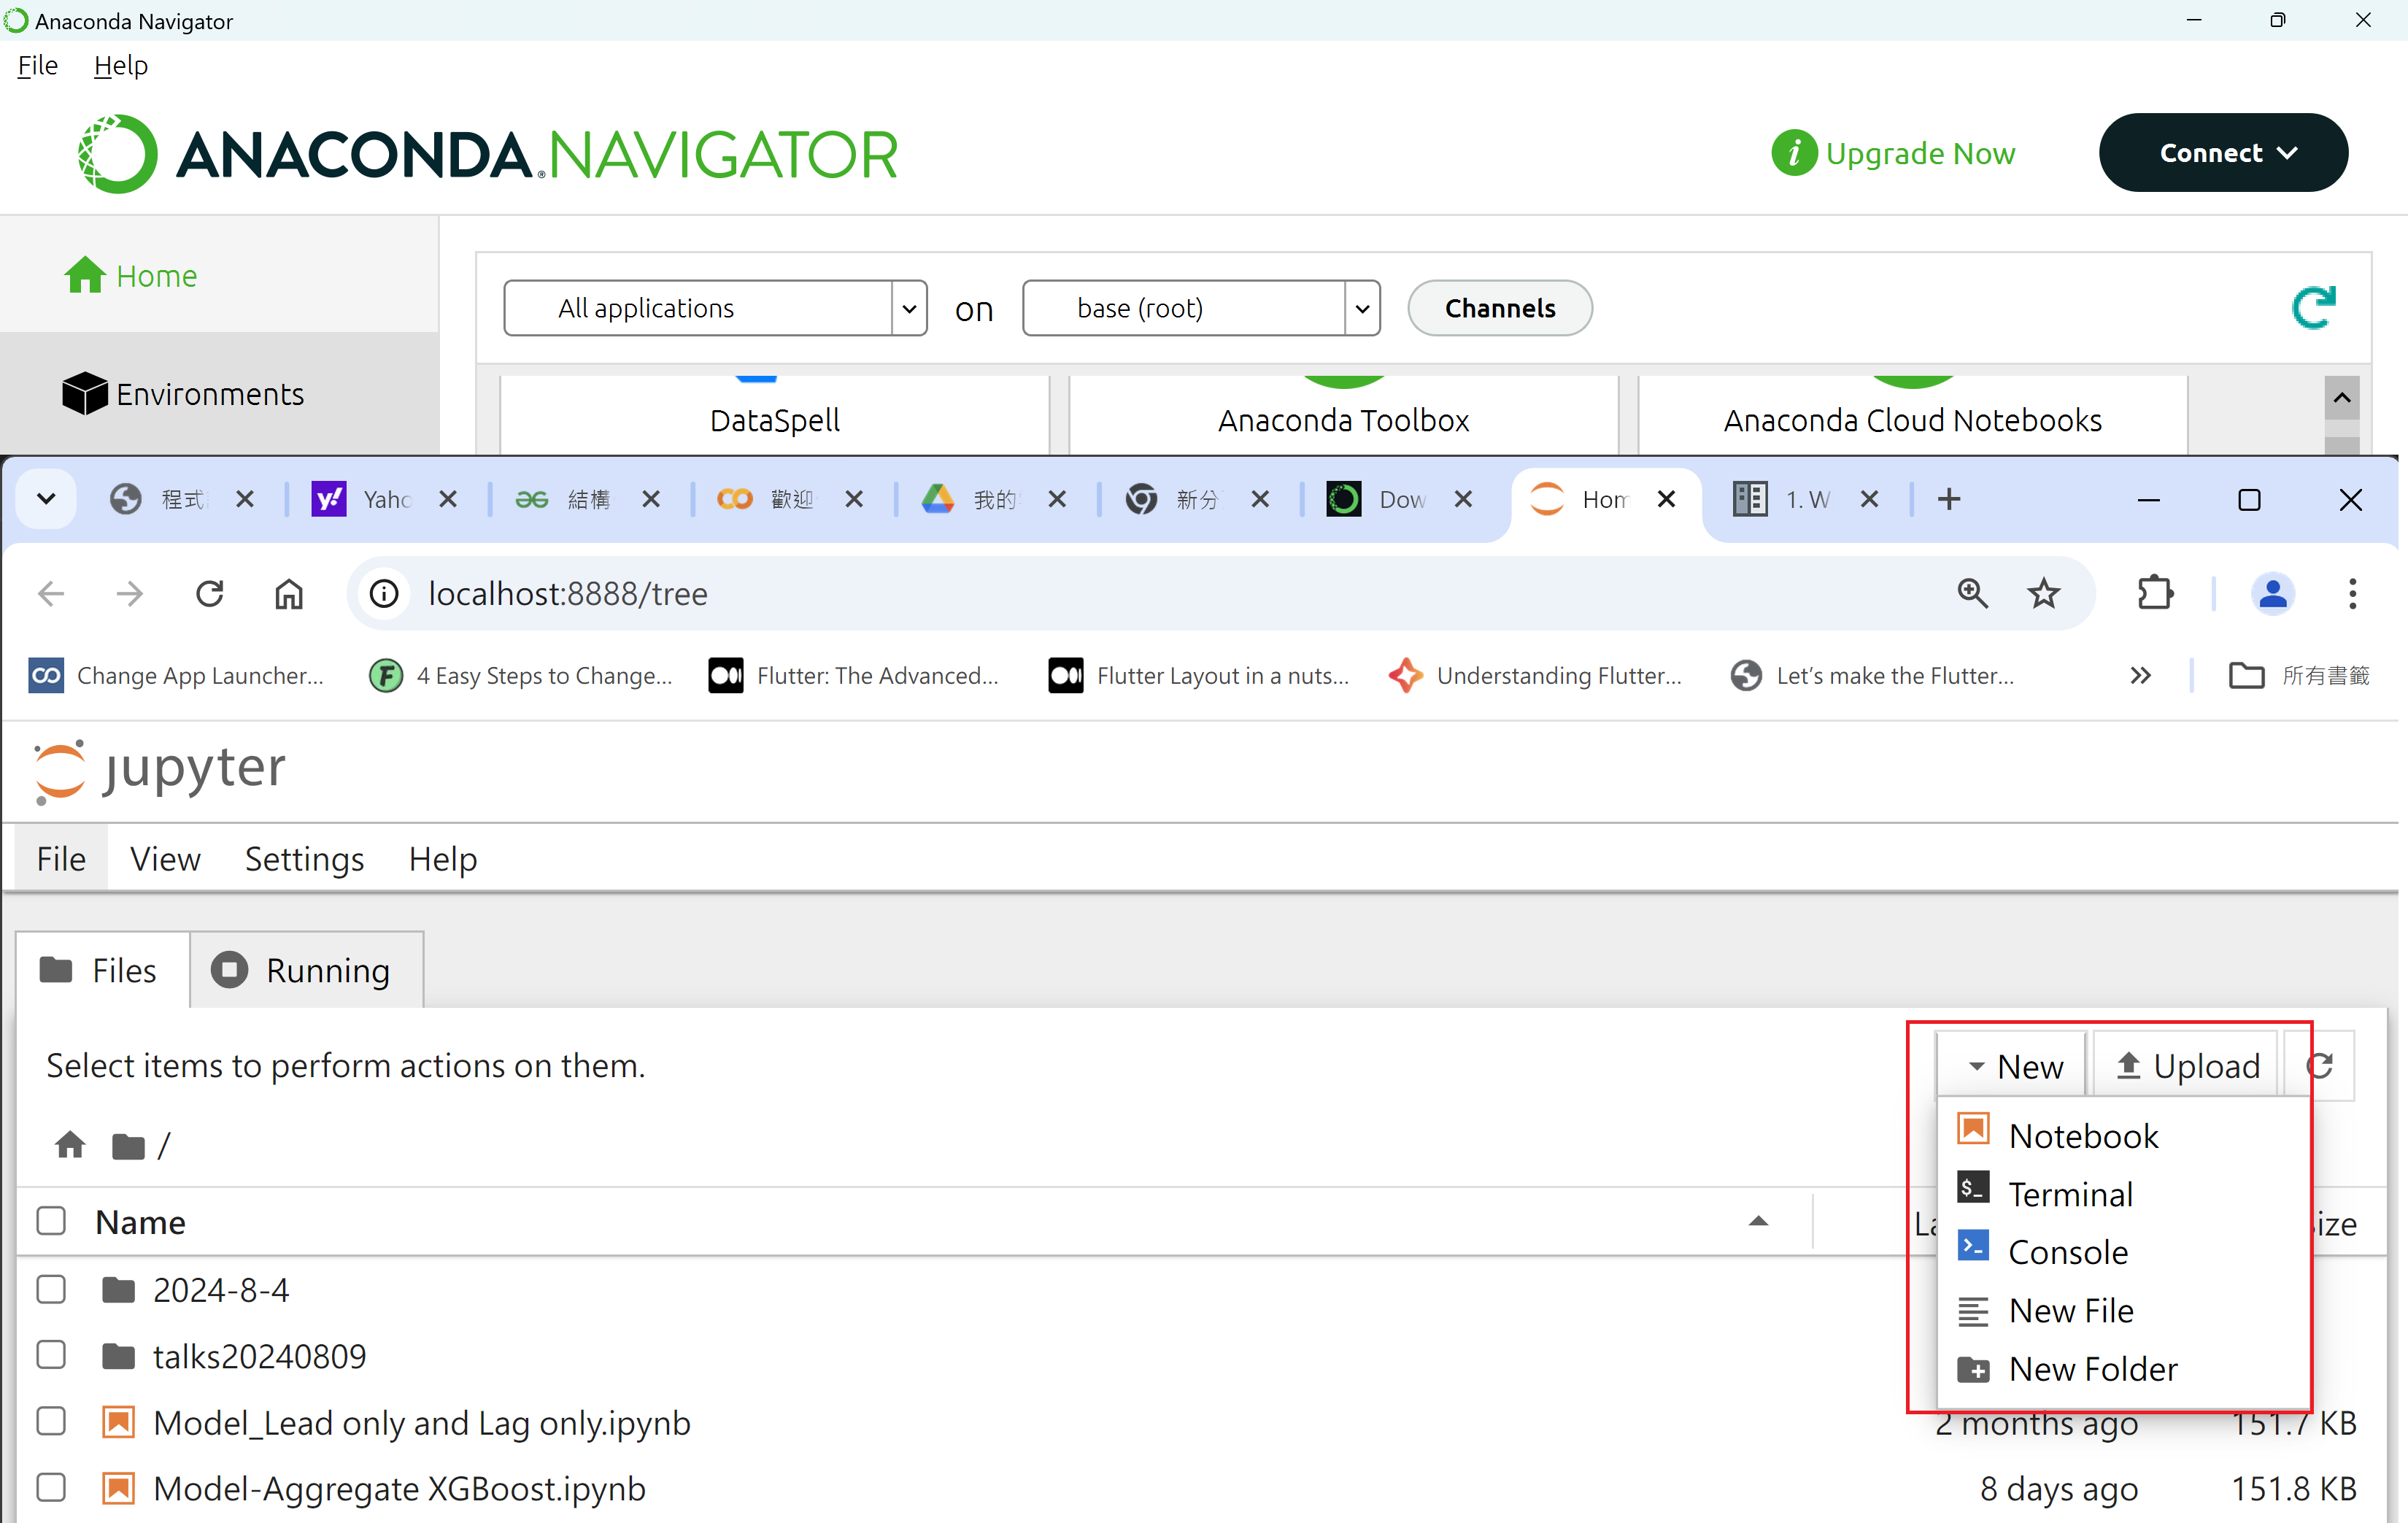 Anaconda Navigator
File Help
ANACONDA.NAVIGATOR
Upgrade Now
Connect
Home
All applications on base (root) Channels
Environments
DataSpell Anaconda Toolbox Anaconda Cloud Notebooks
程式 Yaho 結構 歡迎 我的 新分 Dow Hom 1. W
localhost:8888/tree
Change App Launcher... 4 Easy Steps to Change... Flutter: The Advanced... Flutter Layout in a nuts... Understanding Flutter... Let's make the Flutter... 所有書籤
jupyter
File View Settings Help
Files Running
Select items to perform actions on them.
New Upload
/
Notebook
Terminal
Name La ize
Console
2024-8-4
New File
talks20240809
New Folder
Model_Lead only and Lag only.ipynb 2 months ago 151.7 KB
Model-Aggregate XGBoost.ipynb 8 days ago 151.8 KB